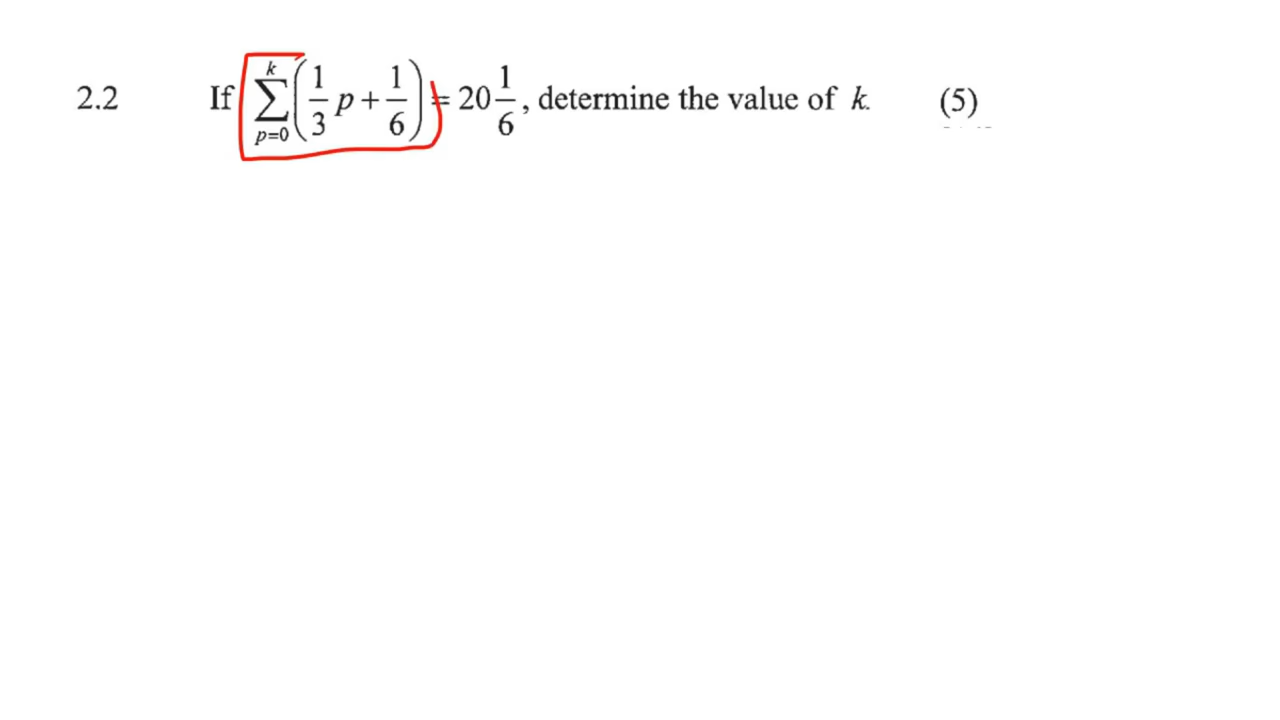 2.2 If $\sum_{p=0}^{k}\left(\frac{1}{3}p+\frac{1}{6}\right)=20\frac{1}{6}$, determine the value of k. (5)